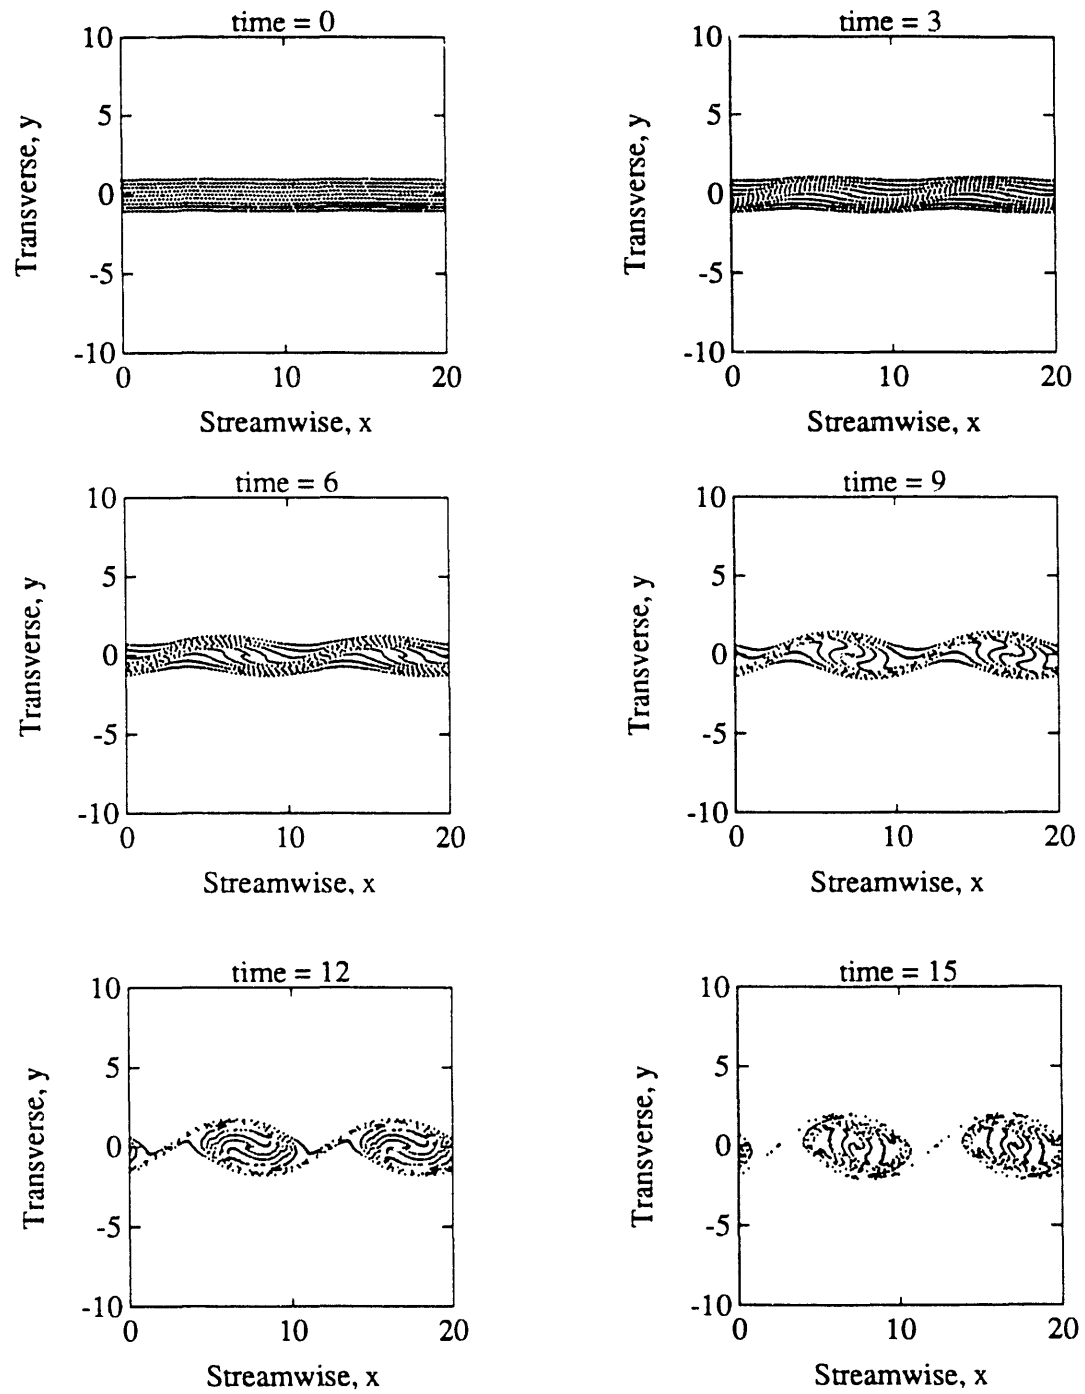 time = 0
10
5
0
-5
-10
Transverse, y
0 10 20
Streamwise, x
time = 3
10
5
0
-5
-10
Transverse, y
0 10 20
Streamwise, x
time = 6
10
5
0
-5
-10
Transverse, y
0 10 20
Streamwise, x
time = 9
10
5
0
-5
-10
Transverse, y
0 10 20
Streamwise, x
time = 12
10
5
0
-5
-10
Transverse, y
0 10 20
Streamwise, x
time = 15
10
5
0
-5
-10
Transverse, y
0 10 20
Streamwise, x